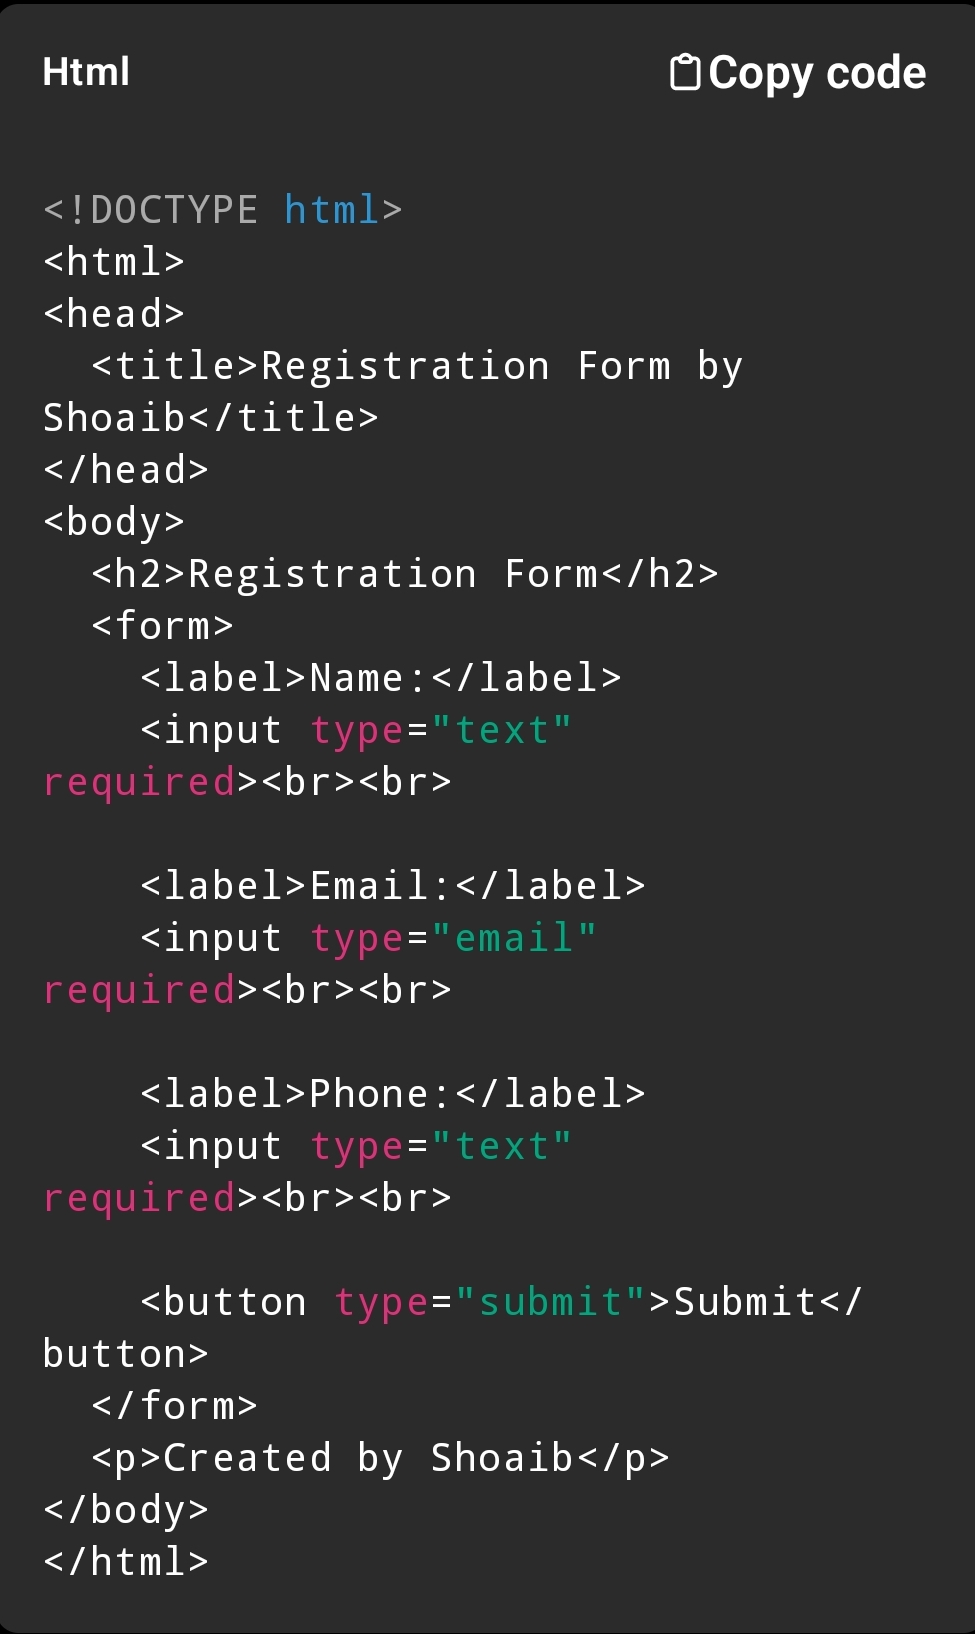 Html
Copy code
<!DOCTYPE html>
<html>
<head>
  <title>Registration Form by
Shoaib</title>
</head>
<body>
  <h2>Registration Form</h2>
  <form>
    <label>Name:</label>
    <input type="text"
required><br><br>

    <label>Email:</label>
    <input type="email"
required><br><br>

    <label>Phone:</label>
    <input type="text"
required><br><br>

    <button type="submit">Submit</
button>
  </form>
  <p>Created by Shoaib</p>
</body>
</html>